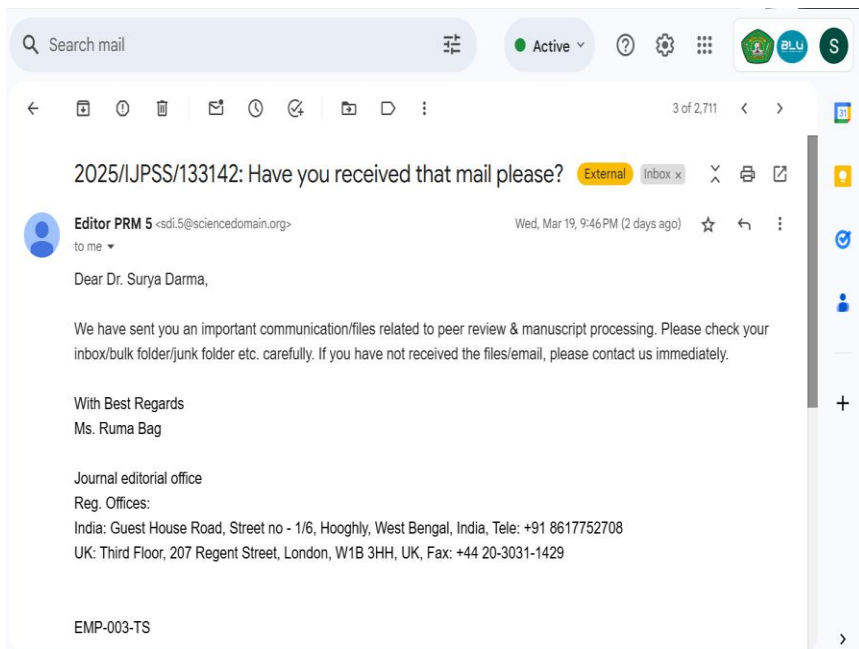 Search mail
Active
BLU
S
3 of 2,711
31
2025/IJPSS/133142: Have you received that mail please? External Inbox x
Editor PRM 5 <sdi.5@sciencedomain.org> Wed, Mar 19, 9:46 PM (2 days ago)
to me
Dear Dr. Surya Darma,
We have sent you an important communication/files related to peer review & manuscript processing. Please check your
inbox/bulk folder/junk folder etc. carefully. If you have not received the files/email, please contact us immediately.
With Best Regards
Ms. Ruma Bag
Journal editorial office
Reg. Offices:
India: Guest House Road, Street no - 1/6, Hooghly, West Bengal, India, Tele: +91 8617752708
UK: Third Floor, 207 Regent Street, London, W1B 3HH, UK, Fax: +44 20-3031-1429
EMP-003-TS